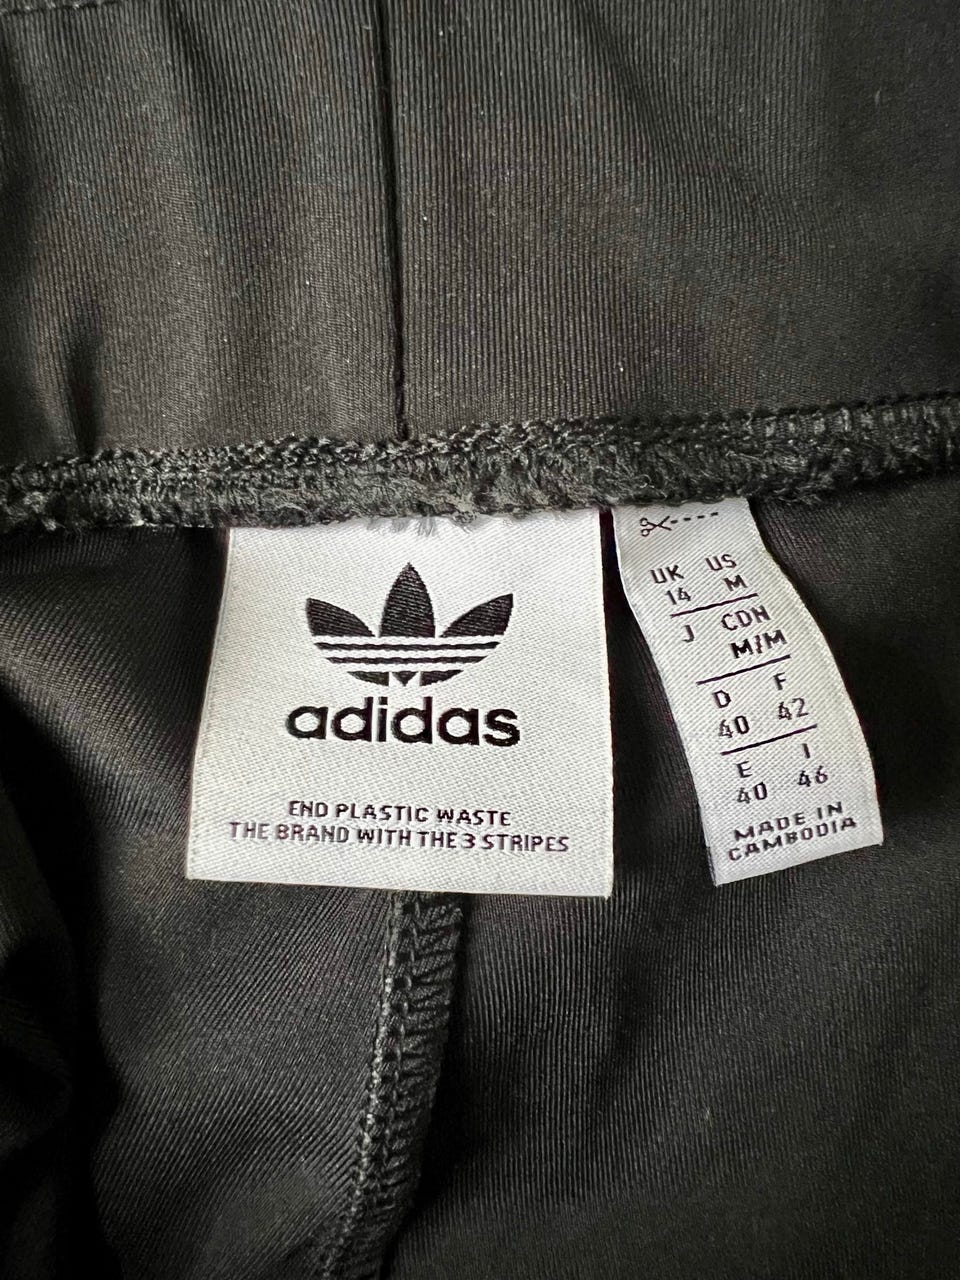 adidas
END PLASTIC WASTE
THE BRAND WITH THE 3 STRIPES
UK US
14 M
J CDN
M/M
D F
40 42
E I
40 46
MADE IN
CAMBODIA